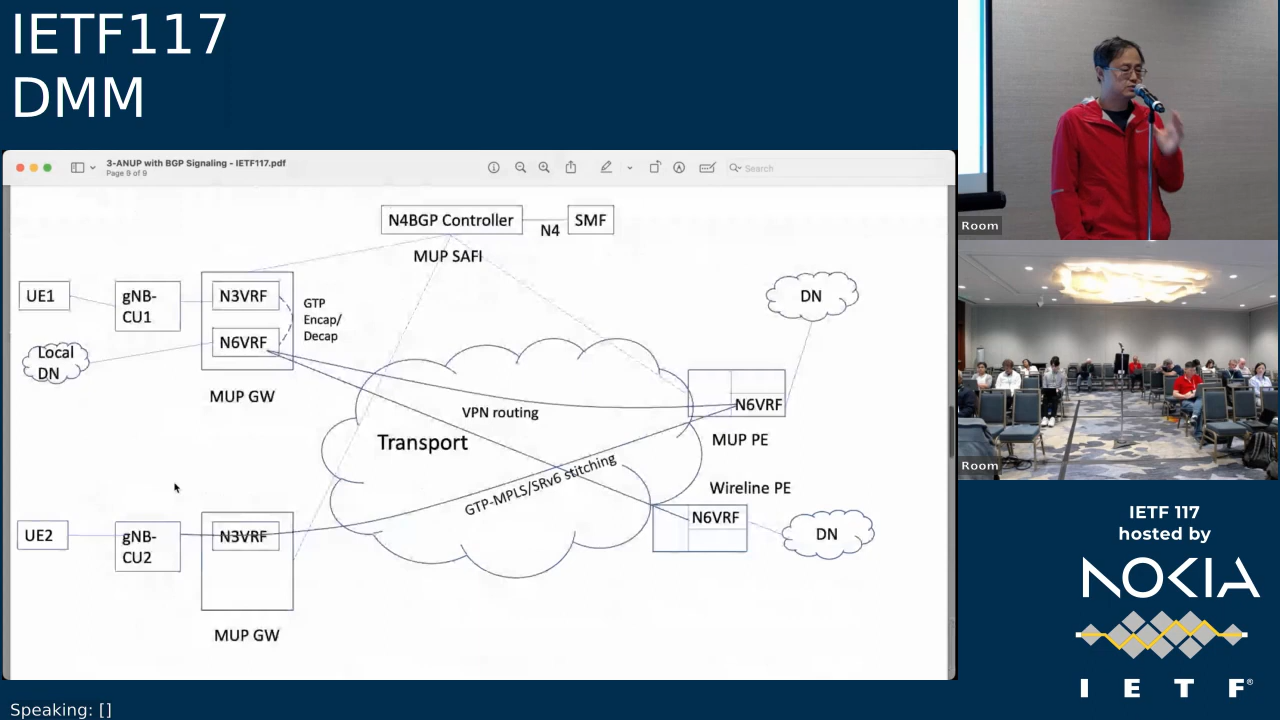 IETF117
DMM
3-ANUP with BGP Signaling - IETF117.pdf
Page 9 of 9
Search
N4BGP Controller
N4
SMF
MUP SAFI
UE1
gNB-
CU1
N3VRF
N6VRF
GTP
Encap/
Decap
Local
DN
MUP GW
DN
N6VRF
MUP PE
VPN routing
Transport
GTP-MPLS/SRv6 stitching
Wireline PE
N6VRF
DN
UE2
gNB-
CU2
N3VRF
MUP GW
Room
Room
IETF 117
hosted by
NOKIA
I E T F®
Speaking: []